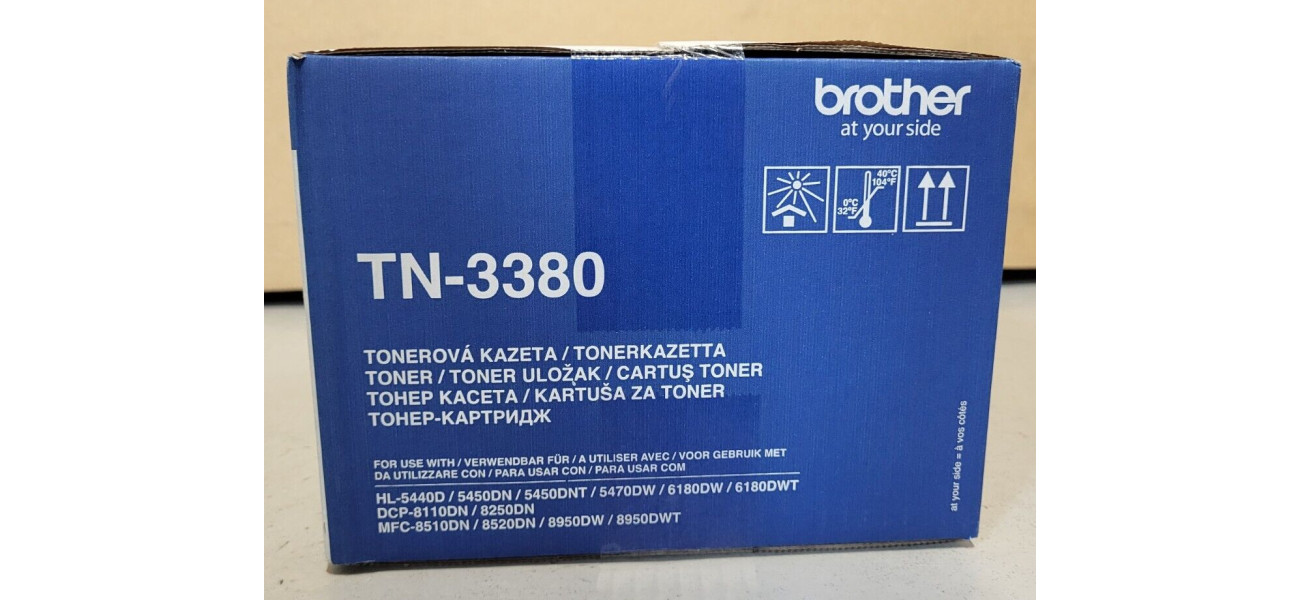 brother
at your side
40°C
104°F
0°C
32°F
TN-3380
TONEROVÁ KAZETA / TONERKAZETTA
TONER / TONER ULOŽAK / CARTUŞ TONER
ТОНЕР КАСЕТА / KARTUŠA ZA TONER
ТОНЕР-КАРТРИДЖ
FOR USE WITH / VERWENDBAR FÜR / A UTILISER AVEC / VOOR GEBRUIK MET
DA UTILIZZARE CON / PARA USAR CON / PARA USAR COM
HL-5440D / 5450DN / 5450DNT / 5470DW / 6180DW / 6180DWT
DCP-8110DN / 8250DN
MFC-8510DN / 8520DN / 8950DW / 8950DWT
at your side = à vos côtés